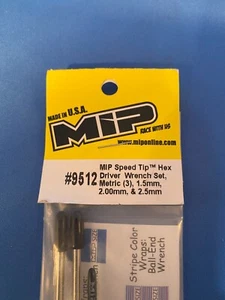 MADE IN U.S.A.
MIP
RACE WITH US
www.miponline.com
#9512
MIP Speed Tip™ Hex
Driver Wrench Set,
Metric (3), 1.5mm,
2.00mm, & 2.5mm
Stripe Color
Wraps:
Ball-End
Wrench